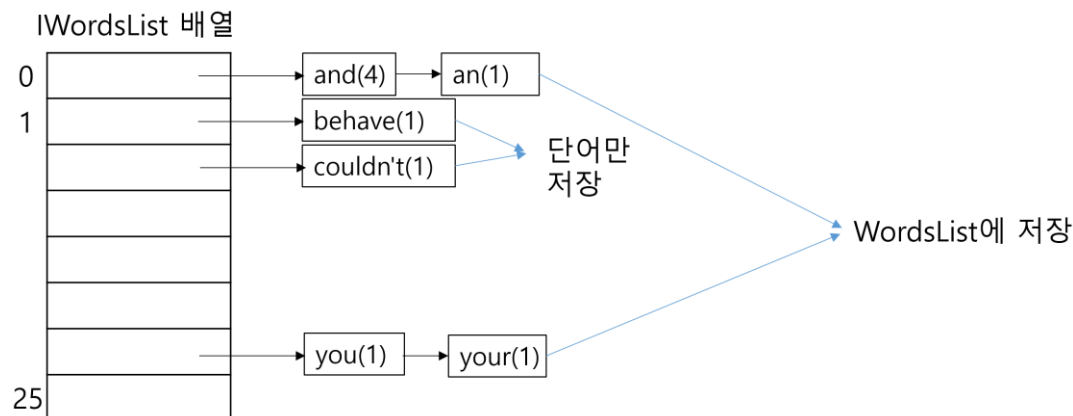 IWordsList 배열
0
and(4)
an(1)
1
behave(1)
couldn't(1)
단어만
저장
WordsList에 저장
you(1)
your(1)
25